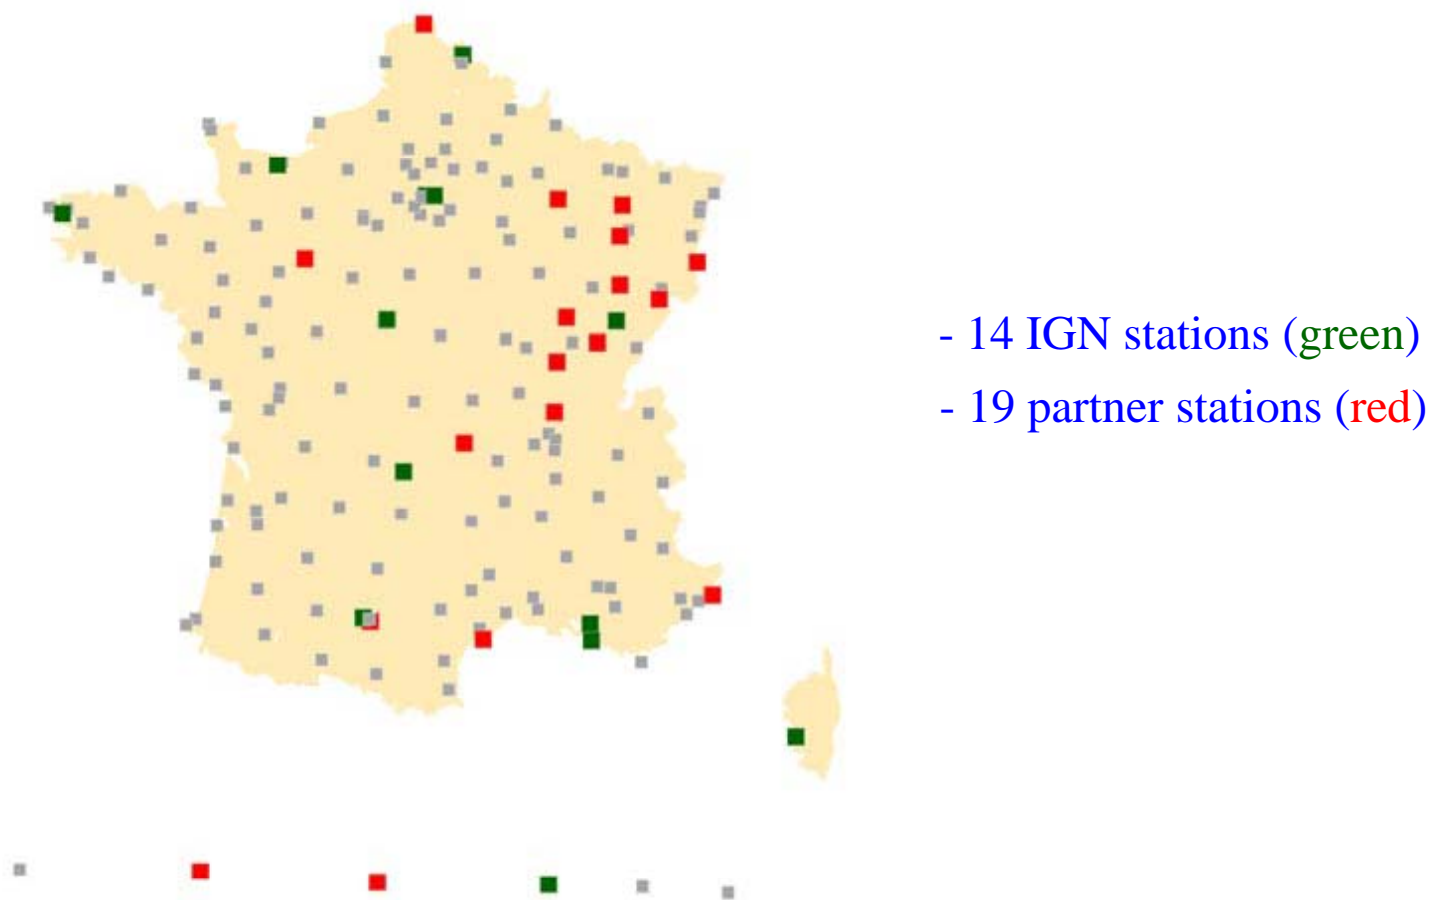 - 14 IGN stations (green)
- 19 partner stations (red)